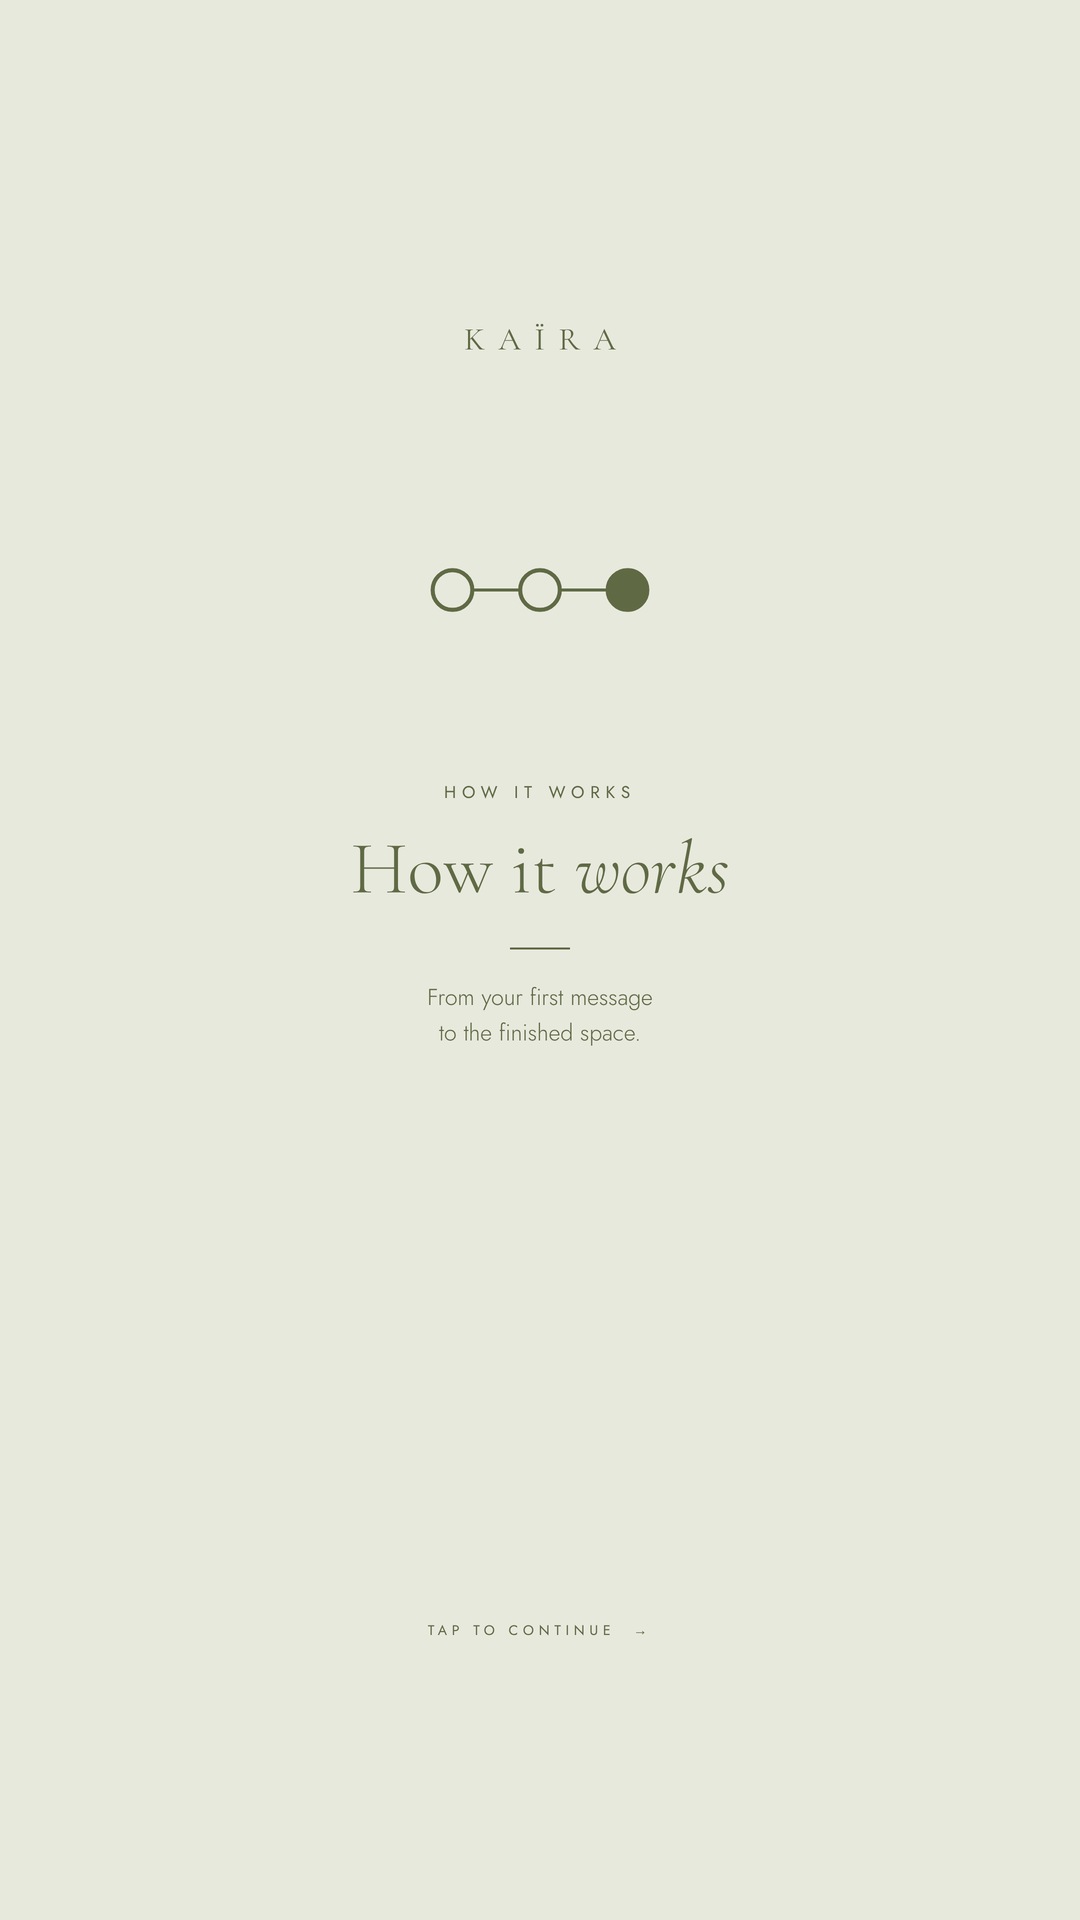 KAÏRA
HOW IT WORKS
How it works
From your first message
to the finished space.
TAP TO CONTINUE →